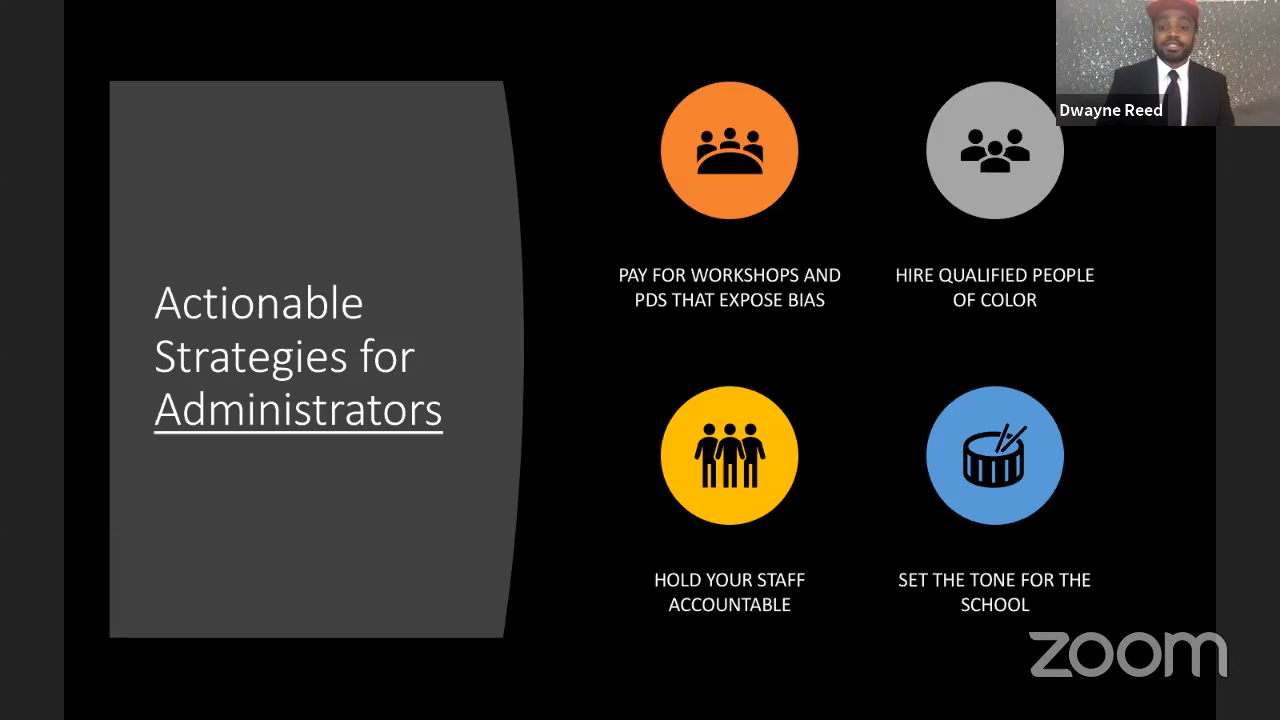 Dwayne Reed
Actionable
Strategies for
Administrators
PAY FOR WORKSHOPS AND
PDS THAT EXPOSE BIAS
HIRE QUALIFIED PEOPLE
OF COLOR
HOLD YOUR STAFF
ACCOUNTABLE
SET THE TONE FOR THE
SCHOOL
zoom